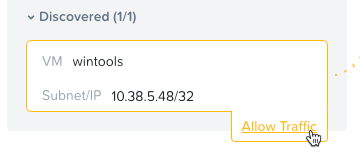 Discovered (1/1)
VM wintools
Subnet/IP 10.38.5.48/32
Allow Traffic